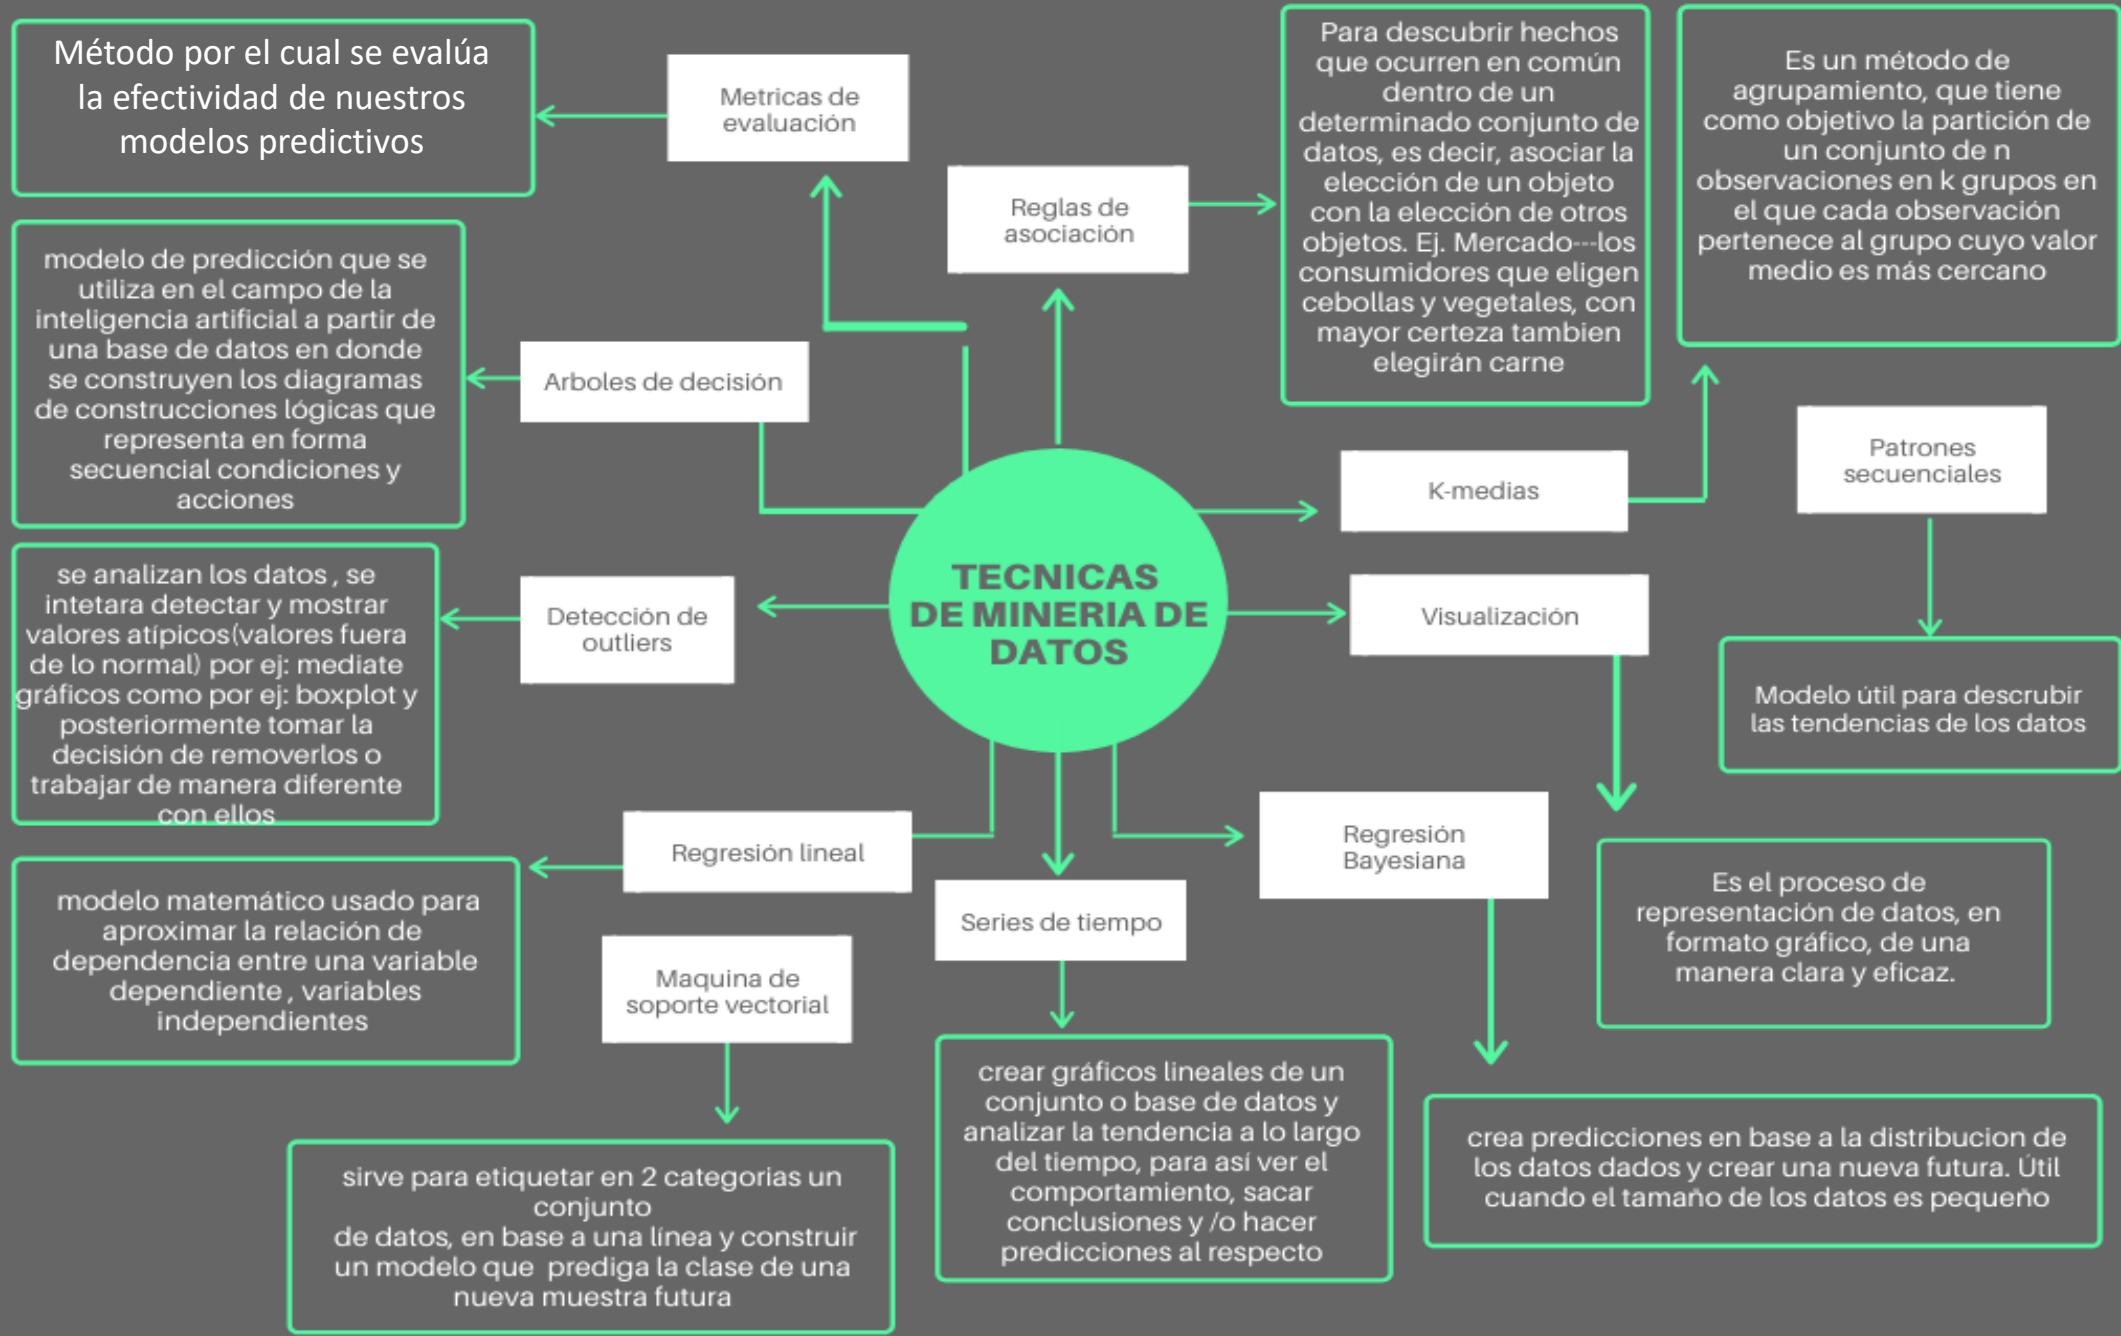 Método por el cual se evalúa
la efectividad de nuestros
modelos predictivos
Metricas de
evaluación
Reglas de
asociación
Para descubrir hechos
que ocurren en común
dentro de un
determinado conjunto de
datos, es decir, asociar la
elección de un objeto
con la elección de otros
objetos. Ej. Mercado---los
consumidores que eligen
cebollas y vegetales, con
mayor certeza tambien
elegirán carne
Es un método de
agrupamiento, que tiene
como objetivo la partición de
un conjunto de n
observaciones en k grupos en
el que cada observación
pertenece al grupo cuyo valor
medio es más cercano
modelo de predicción que se
utiliza en el campo de la
inteligencia artificial a partir de
una base de datos en donde
se construyen los diagramas
de construcciones lógicas que
representa en forma
secuencial condiciones y
acciones
Arboles de decisión
K-medias
Patrones
secuenciales
se analizan los datos , se
intetara detectar y mostrar
valores atípicos(valores fuera
de lo normal) por ej: mediate
gráficos como por ej: boxplot y
posteriormente tomar la
decisión de removerlos o
trabajar de manera diferente
con ellos
Detección de
outliers
TECNICAS
DE MINERIA DE
DATOS
Visualización
Modelo útil para descrubir
las tendencias de los datos
Regresión lineal
modelo matemático usado para
aproximar la relación de
dependencia entre una variable
dependiente , variables
independientes
Maquina de
soporte vectorial
Series de tiempo
Regresión
Bayesiana
Es el proceso de
representación de datos, en
formato gráfico, de una
manera clara y eficaz.
sirve para etiquetar en 2 categorias un
conjunto
de datos, en base a una línea y construir
un modelo que prediga la clase de una
nueva muestra futura
crear gráficos lineales de un
conjunto o base de datos y
analizar la tendencia a lo largo
del tiempo, para así ver el
comportamiento, sacar
conclusiones y /o hacer
predicciones al respecto
crea predicciones en base a la distribucion de
los datos dados y crear una nueva futura. Útil
cuando el tamaño de los datos es pequeño